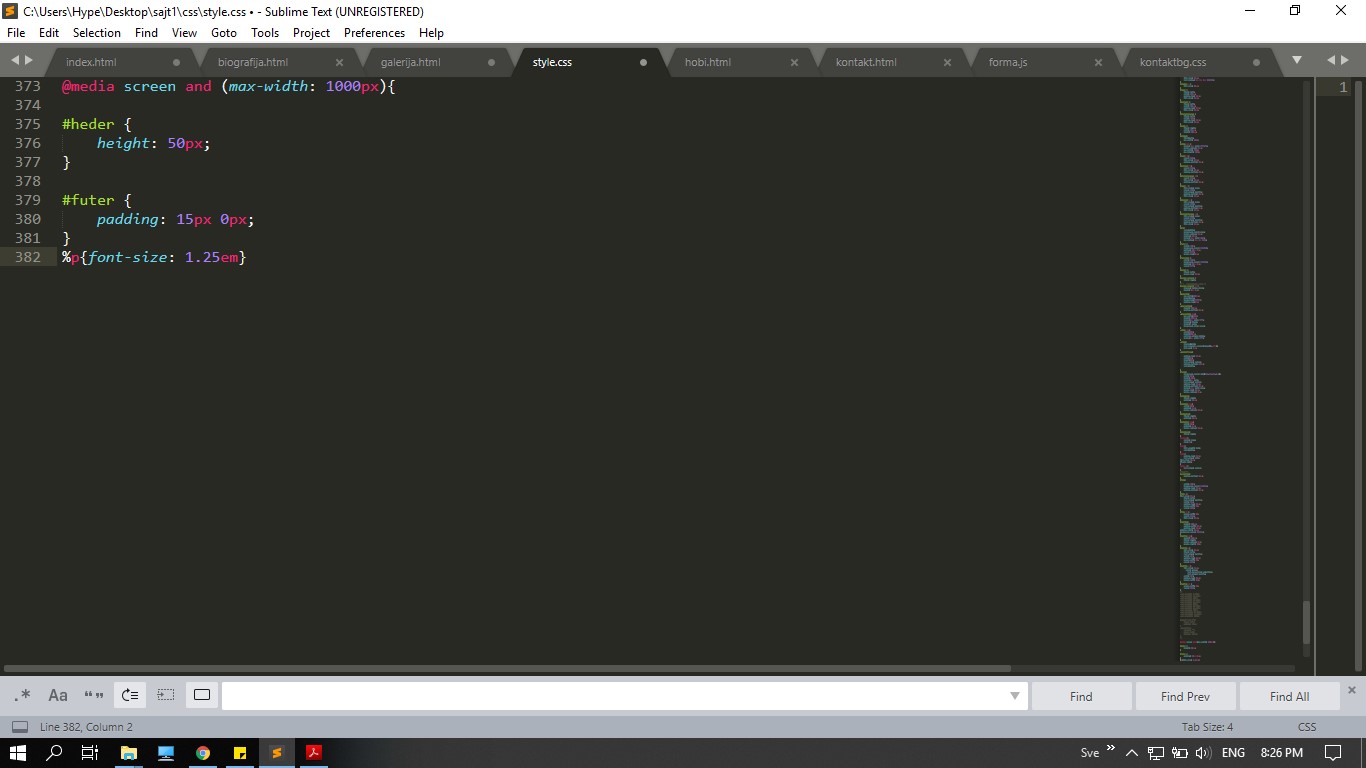 C:\Users\Hype\Desktop\sajt1\css\style.css • - Sublime Text (UNREGISTERED)
File Edit Selection Find View Goto Tools Project Preferences Help
index.html biografija.html galerija.html style.css hobi.html kontakt.html forma.js kontaktbg.css
373 @media screen and (max-width: 1000px){ 1
374
375 #heder {
376 height: 50px;
377 }
378
379 #futer {
380 padding: 15px 0px;
381 }
382 %p{font-size: 1.25em}
.* Aa “” Find Find Prev Find All
Line 382, Column 2 Tab Size: 4 CSS
Sve ENG 8:26 PM